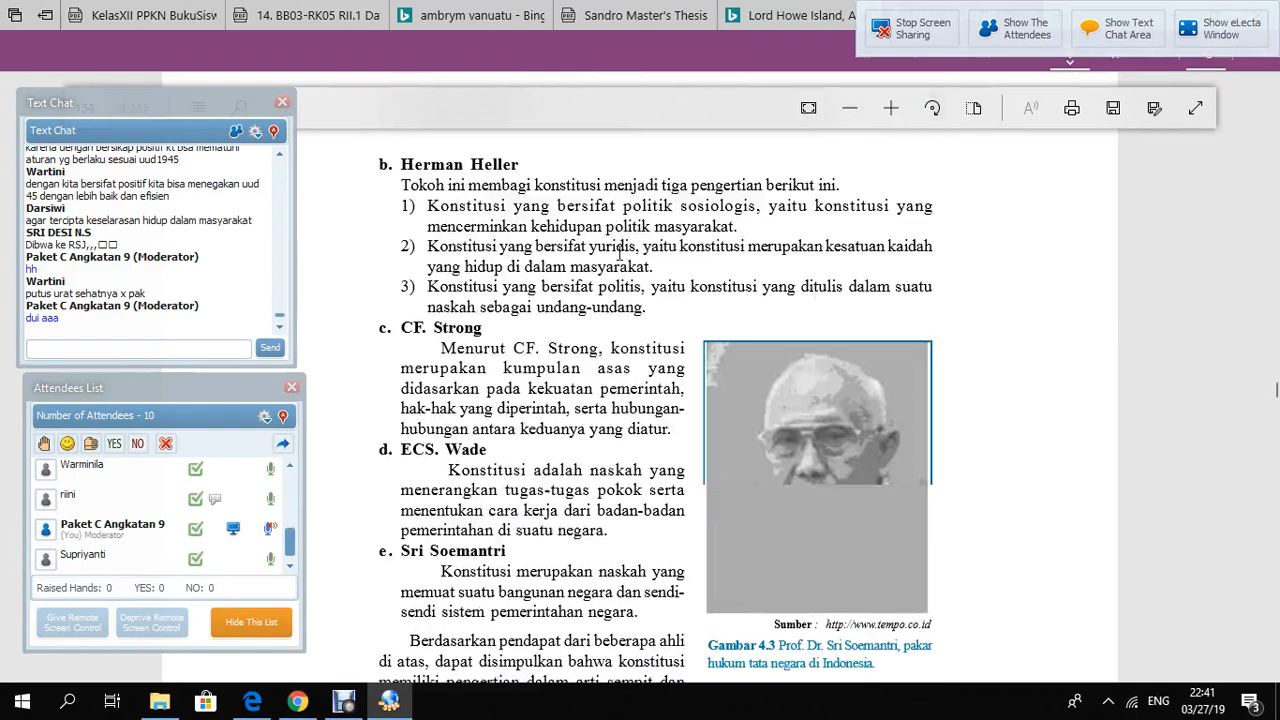 KelasXII PPKN BukuSisw
14. BB03-RK05 RII.1 Da
ambrym vanuatu - Bing
Sandro Master's Thesis
Lord Howe Island, A
Stop Screen
Sharing
Show The
Attendees
Show Text
Chat Area
Show eLecta
Window
Text Chat
Text Chat
karena dengan bersikap positif kt bisa mematuhi
aturan yg berlaku sesuai uud1945
Wartini
dengan kita bersifat positif kita bisa menegakan uud
45 dengan lebih baik dan efisien
Darsiwi
agar tercipta keselarasan hidup dalam masyarakat
SRI DESI N.S
Dibwa ke RSJ,,,□□
Paket C Angkatan 9 (Moderator)
hh
Wartini
putus urat sehatnya x pak
Paket C Angkatan 9 (Moderator)
dui aaa
Send
Attendees List
Number of Attendees - 10
YES NO
Warminila
riini
Paket C Angkatan 9
(You) Moderator
Supriyanti
Raised Hands: 0 YES: 0 NO: 0
Give Remote
Screen Control
Deprive Remote
Screen Control
Hide This List
b. Herman Heller
Tokoh ini membagi konstitusi menjadi tiga pengertian berikut ini.
1) Konstitusi yang bersifat politik sosiologis, yaitu konstitusi yang
mencerminkan kehidupan politik masyarakat.
2) Konstitusi yang bersifat yuridis, yaitu konstitusi merupakan kesatuan kaidah
yang hidup di dalam masyarakat.
3) Konstitusi yang bersifat politis, yaitu konstitusi yang ditulis dalam suatu
naskah sebagai undang-undang.
c. CF. Strong
Menurut CF. Strong, konstitusi
merupakan kumpulan asas yang
didasarkan pada kekuatan pemerintah,
hak-hak yang diperintah, serta hubungan-
hubungan antara keduanya yang diatur.
d. ECS. Wade
Konstitusi adalah naskah yang
menerangkan tugas-tugas pokok serta
menentukan cara kerja dari badan-badan
pemerintahan di suatu negara.
e. Sri Soemantri
Konstitusi merupakan naskah yang
memuat suatu bangunan negara dan sendi-
sendi sistem pemerintahan negara.
Berdasarkan pendapat dari beberapa ahli
di atas, dapat disimpulkan bahwa konstitusi
memiliki pengertian dalam arti sempit dan
Sumber : http://www.tempo.co.id
Gambar 4.3 Prof. Dr. Sri Soemantri, pakar
hukum tata negara di Indonesia.
ENG
22:41
03/27/19
3